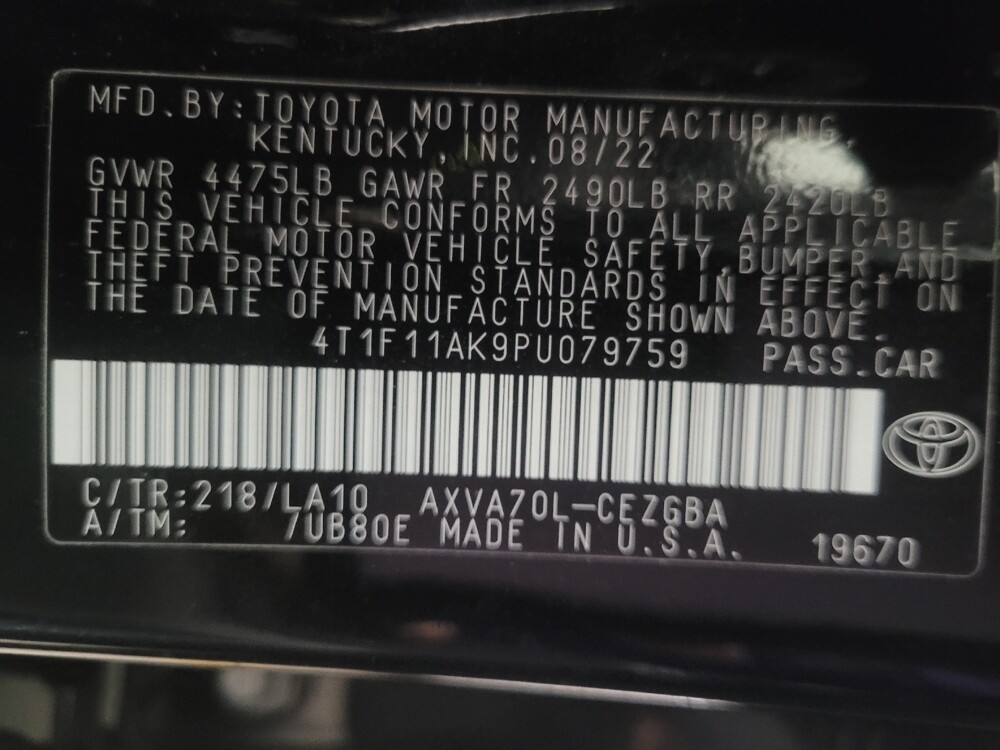 MFD.BY:TOYOTA MOTOR MANUFACTURING,
KENTUCKY, INC.08/22
GVWR 4475LB GAWR FR 2490LB RR 2420LB
THIS VEHICLE CONFORMS TO ALL APPLICABLE
FEDERAL MOTOR VEHICLE SAFETY,BUMPER,AND
THEFT PREVENTION STANDARDS IN EFFECT ON
THE DATE OF MANUFACTURE SHOWN ABOVE.
4T1F11AK9PU079759 PASS.CAR
C/TR:218/LA10 AXVA70L-CEZGBA
A/TM: /UB80E MADE IN U.S.A. 19670